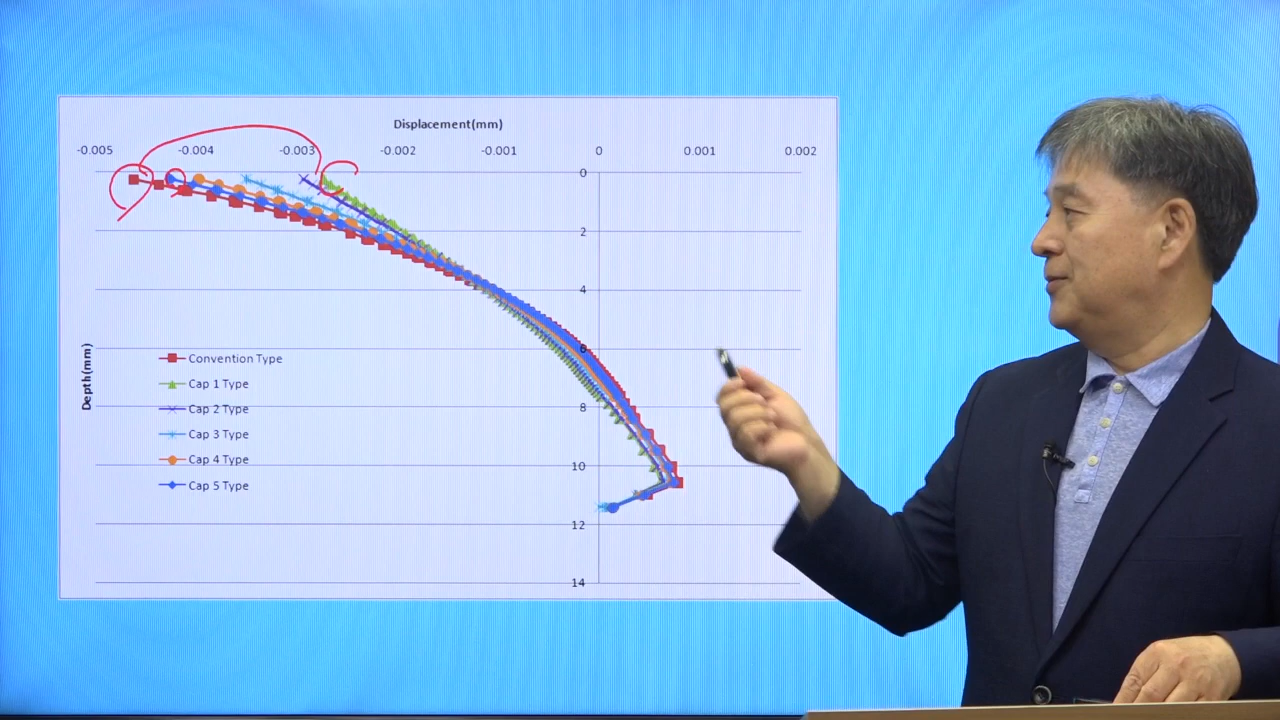 Displacement(mm)
-0.005 -0.004 -0.003 -0.002 -0.001 0 0.001 0.002
0
2
4
6
8
10
12
14
Depth(mm)
Convention Type
Cap 1 Type
Cap 2 Type
Cap 3 Type
Cap 4 Type
Cap 5 Type